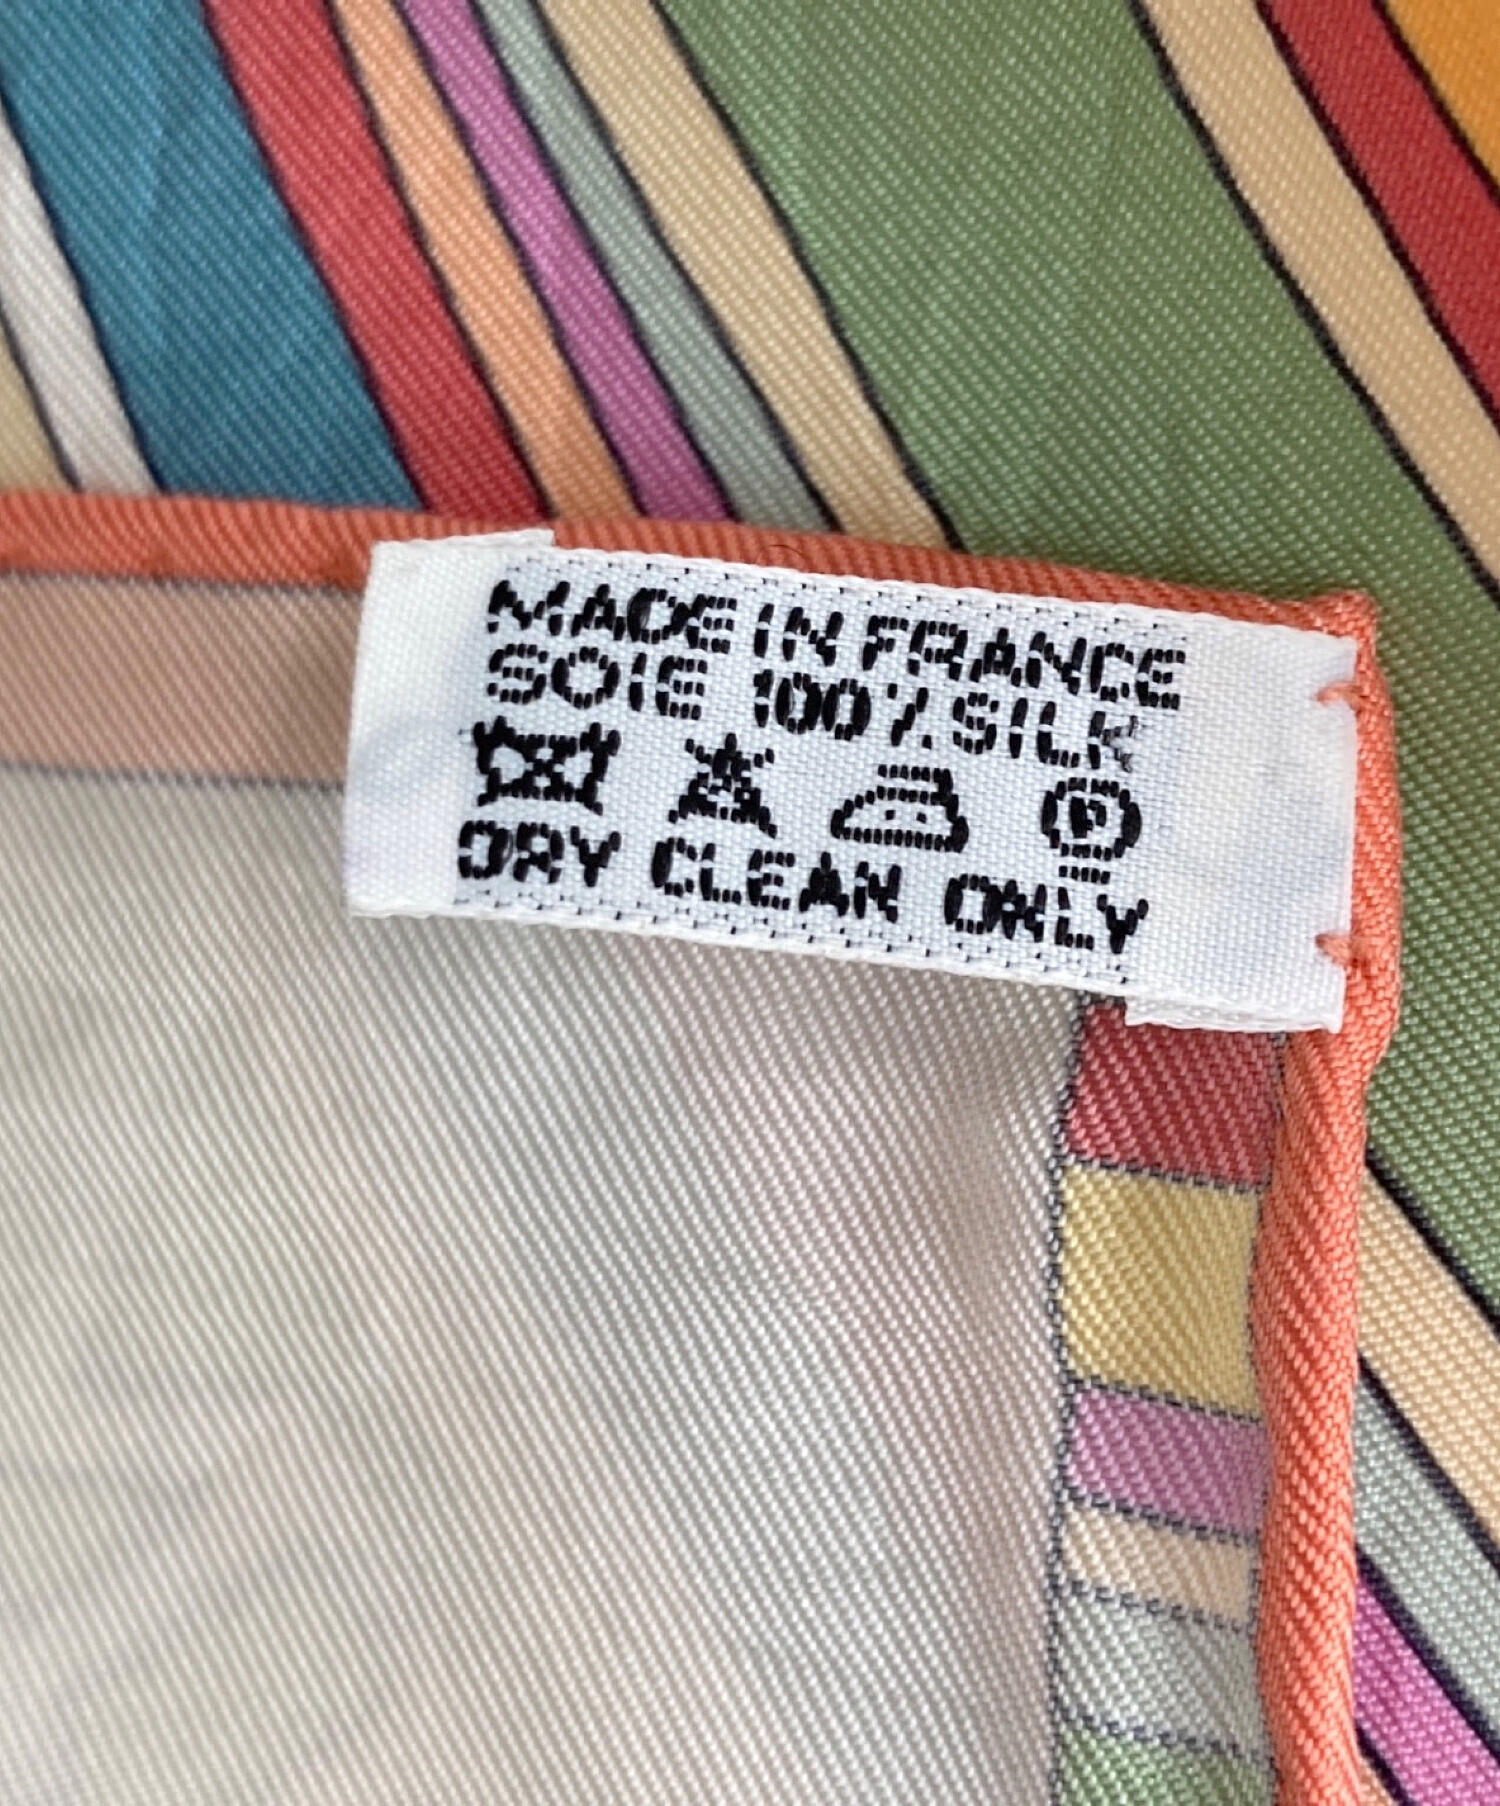 MADE IN FRANCE
SOIE 100% SILK
P
DRY CLEAN ONLY